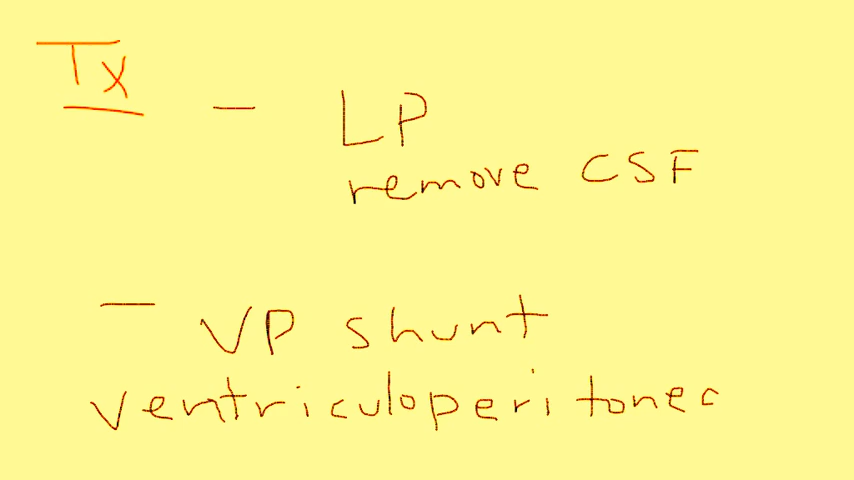 Tx
- LP
remove CSF
- VP shunt
ventriculoperitonec